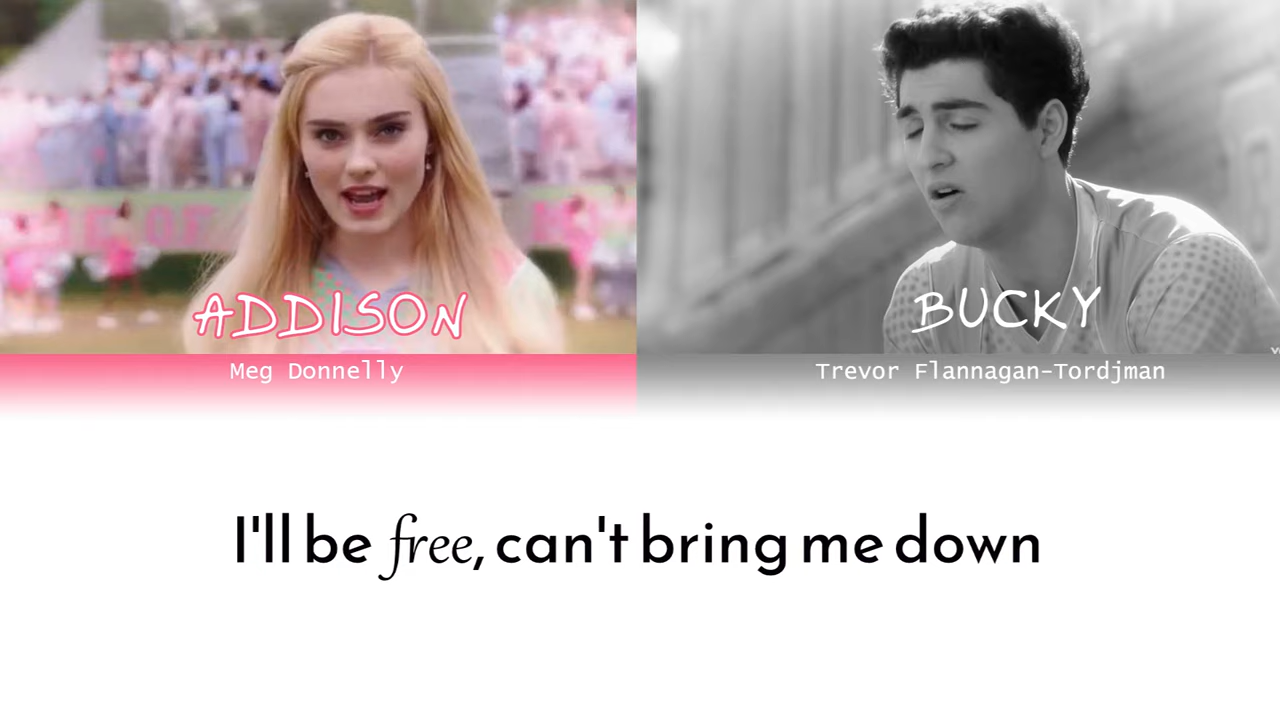 ADDISON
BUCKY
Meg Donnelly
Trevor Flannagan-Tordjman
I'll be free, can't bring me down